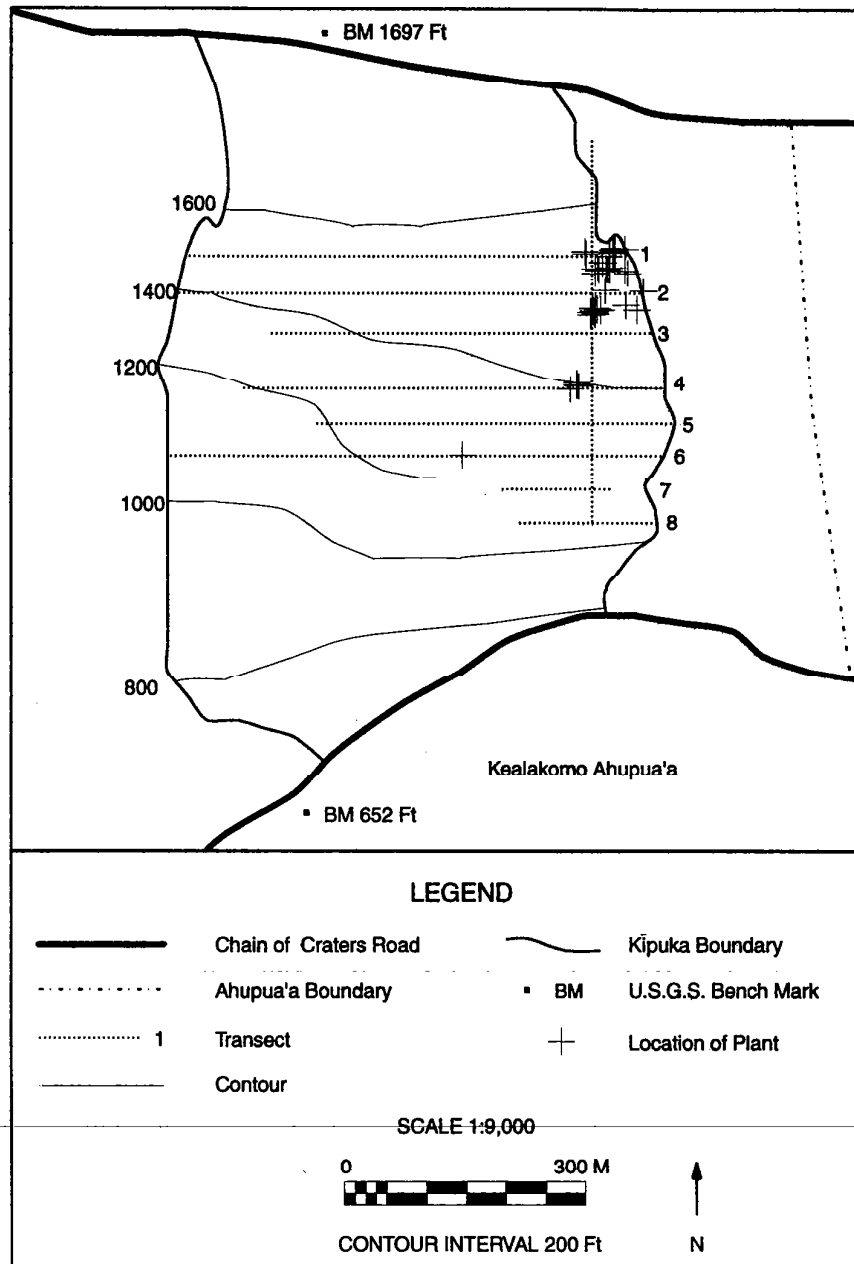 BM 1697 Ft
1600
1
1400
2
3
1200
4
5
6
1000
7
8
800
Kealakomo Ahupua'a
BM 652 Ft
LEGEND
Chain of Craters Road
Kīpuka Boundary
Ahupua'a Boundary
BM
U.S.G.S. Bench Mark
1
Transect
Location of Plant
Contour
SCALE 1:9,000
0
300 M
CONTOUR INTERVAL 200 Ft
N